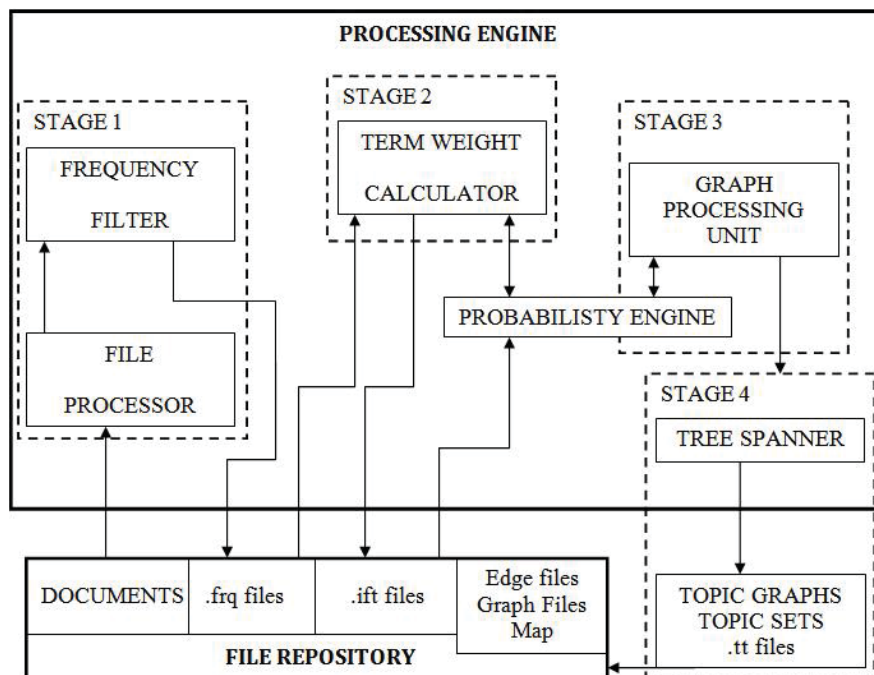 PROCESSING ENGINE
STAGE 1
FREQUENCY
FILTER
FILE
PROCESSOR
STAGE 2
TERM WEIGHT
CALCULATOR
STAGE 3
GRAPH
PROCESSING
UNIT
PROBABILISTY ENGINE
STAGE 4
TREE SPANNER
TOPIC GRAPHS
TOPIC SETS
.tt files
DOCUMENTS
.frq files
.ift files
Edge files
Graph Files
Map
FILE REPOSITORY